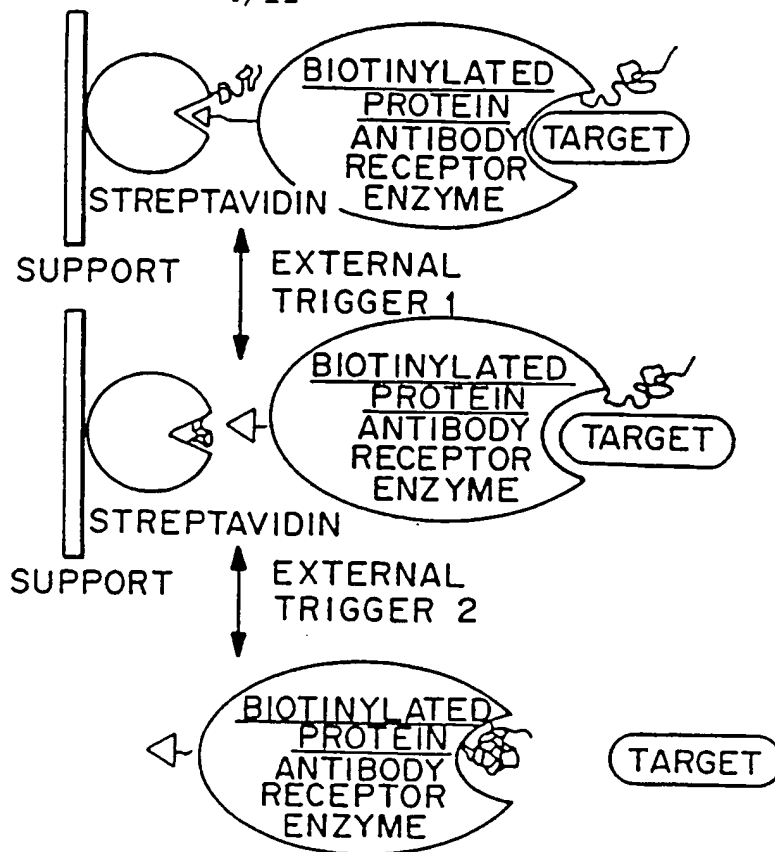 BIOTINYLATED
PROTEIN
ANTIBODY
RECEPTOR
ENZYME
TARGET
STREPTAVIDIN
SUPPORT
EXTERNAL
TRIGGER 1
BIOTINYLATED
PROTEIN
ANTIBODY
RECEPTOR
ENZYME
TARGET
STREPTAVIDIN
SUPPORT
EXTERNAL
TRIGGER 2
BIOTINYLATED
PROTEIN
ANTIBODY
RECEPTOR
ENZYME
TARGET